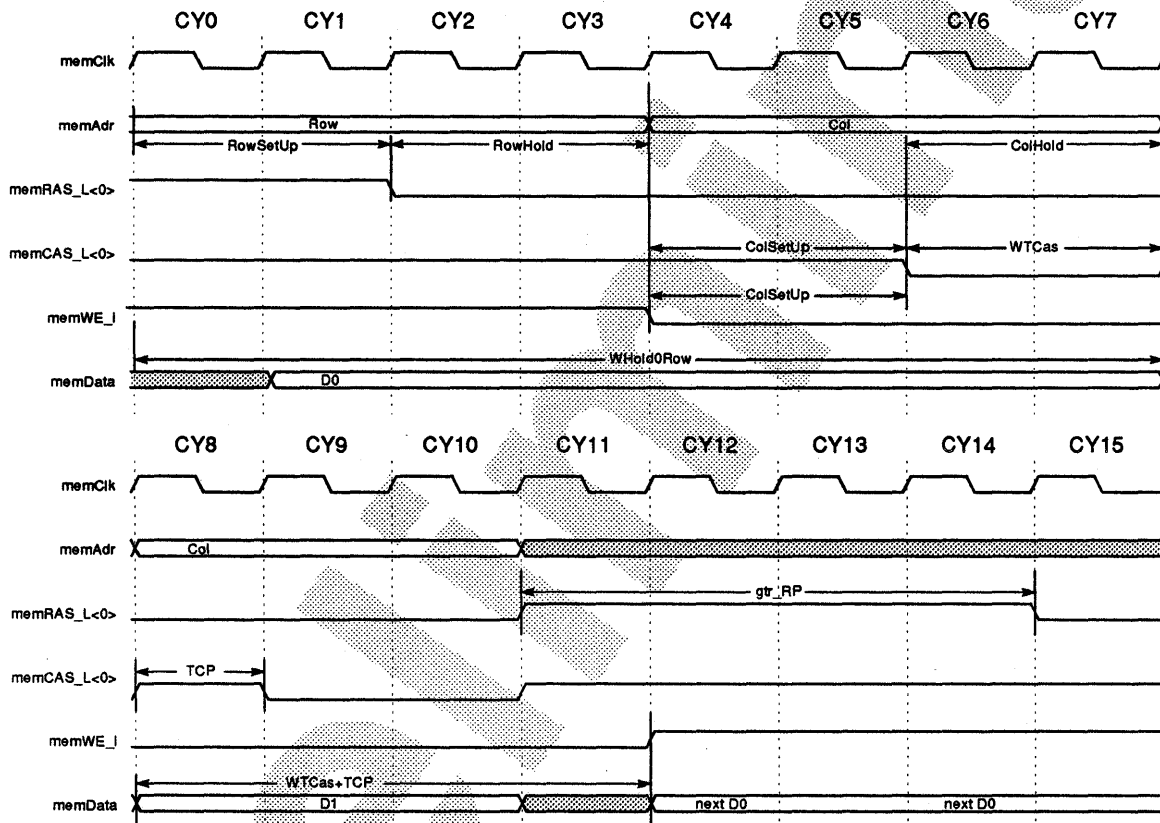 CY0 CY1 CY2 CY3 CY4 CY5 CY6 CY7
memClk
memAdr Row Col
RowSetUp RowHold ColHold
memRAS_L<0>
memCAS_L<0> ColSetUp WTCas
ColSetUp
memWE_l
WHold0Row
memData D0
CY8 CY9 CY10 CY11 CY12 CY13 CY14 CY15
memClk
memAdr Col
gtr_RP
memRAS_L<0>
TCP
memCAS_L<0>
memWE_l
WTCas+TCP
memData D1 next D0 next D0